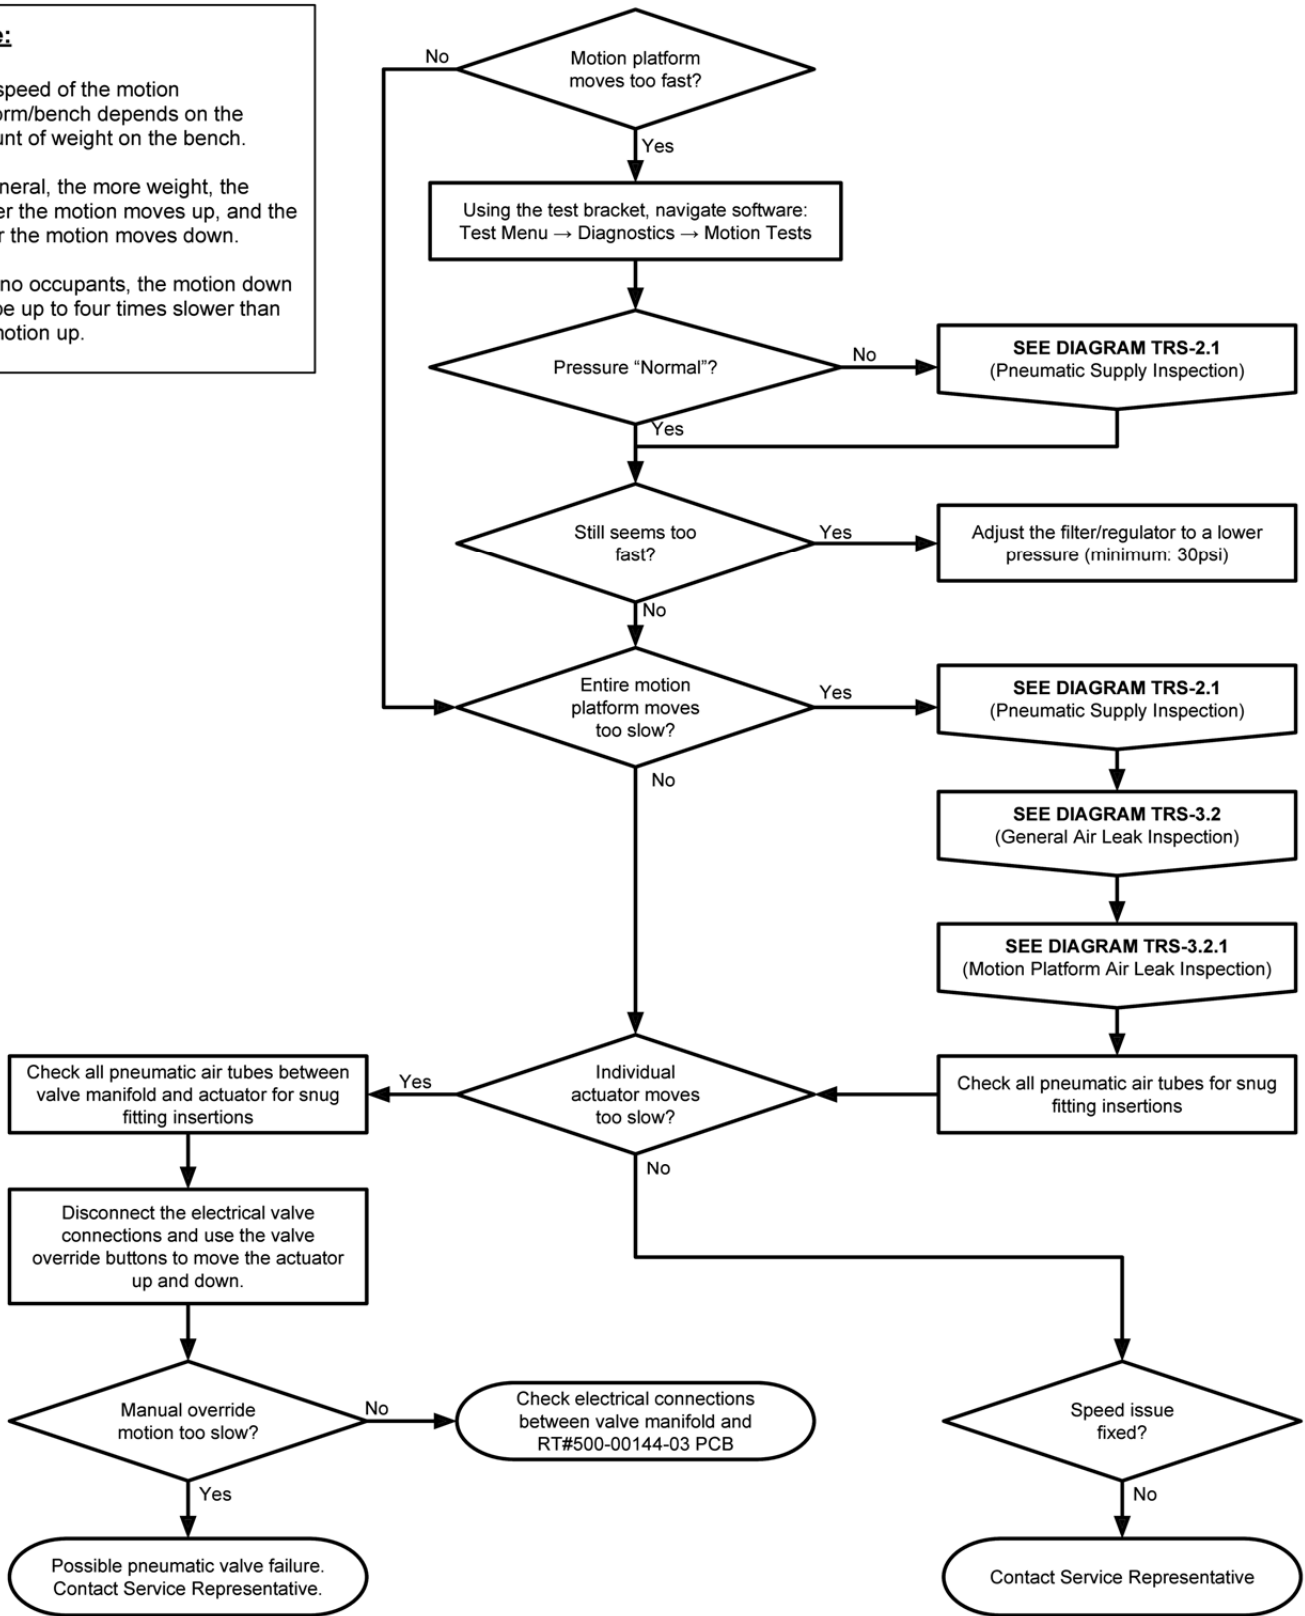 e:
speed of the motion
orm/bench depends on the
unt of weight on the bench.
neral, the more weight, the
er the motion moves up, and the
r the motion moves down.
no occupants, the motion down
be up to four times slower than
motion up.
Motion platform
moves too fast?
No
Yes
Using the test bracket, navigate software:
Test Menu → Diagnostics → Motion Tests
Pressure “Normal”?
No
SEE DIAGRAM TRS-2.1
(Pneumatic Supply Inspection)
Yes
Still seems too
fast?
Yes
Adjust the filter/regulator to a lower
pressure (minimum: 30psi)
No
Entire motion
platform moves
too slow?
Yes
SEE DIAGRAM TRS-2.1
(Pneumatic Supply Inspection)
No
SEE DIAGRAM TRS-3.2
(General Air Leak Inspection)
SEE DIAGRAM TRS-3.2.1
(Motion Platform Air Leak Inspection)
Check all pneumatic air tubes for snug
fitting insertions
Individual
actuator moves
too slow?
Yes
Check all pneumatic air tubes between
valve manifold and actuator for snug
fitting insertions
No
Disconnect the electrical valve
connections and use the valve
override buttons to move the actuator
up and down.
Manual override
motion too slow?
No
Check electrical connections
between valve manifold and
RT#500-00144-03 PCB
Speed issue
fixed?
Yes
No
Possible pneumatic valve failure.
Contact Service Representative.
Contact Service Representative